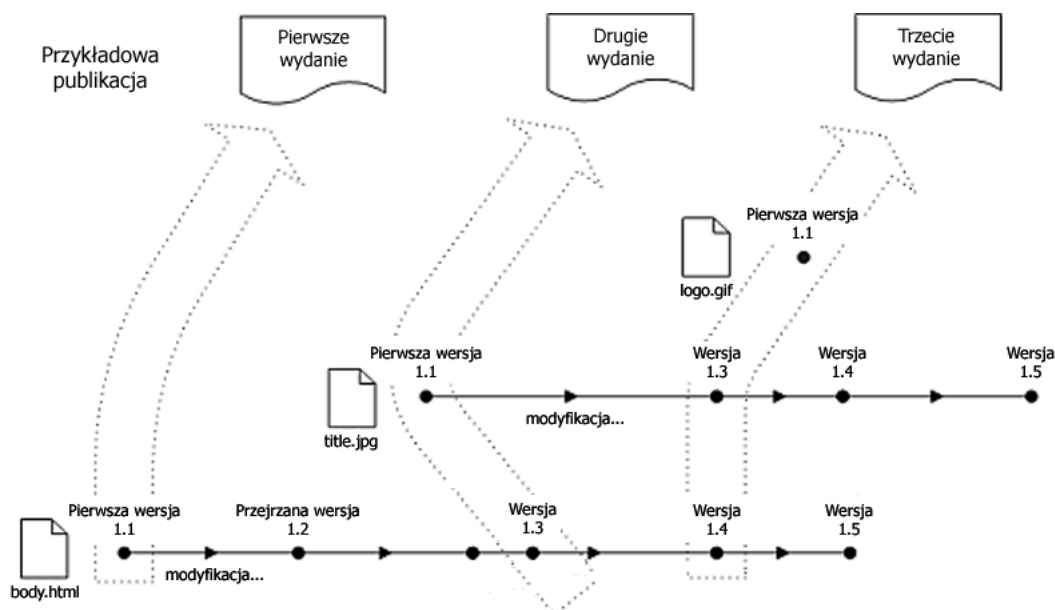 Przykładowa
publikacja
Pierwsze
wydanie
Drugie
wydanie
Trzecie
wydanie
Pierwsza wersja
1.1
logo.gif
Pierwsza wersja
1.1
Wersja
1.3
Wersja
1.4
Wersja
1.5
modyfikacja...
title.jpg
Pierwsza wersja
1.1
Przejrzana wersja
1.2
Wersja
1.3
Wersja
1.4
Wersja
1.5
modyfikacja...
body.html